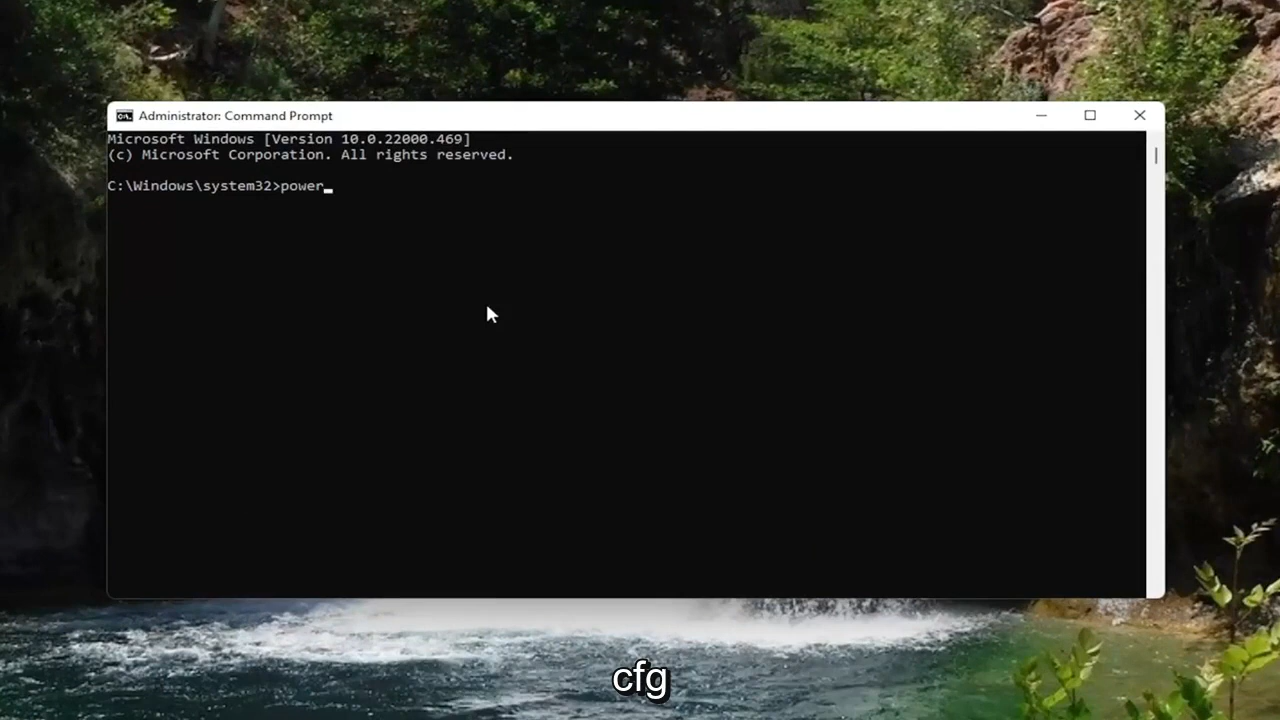 Administrator: Command Prompt
Microsoft Windows [Version 10.0.22000.469]
(c) Microsoft Corporation. All rights reserved.
C:\Windows\system32>power
cfg